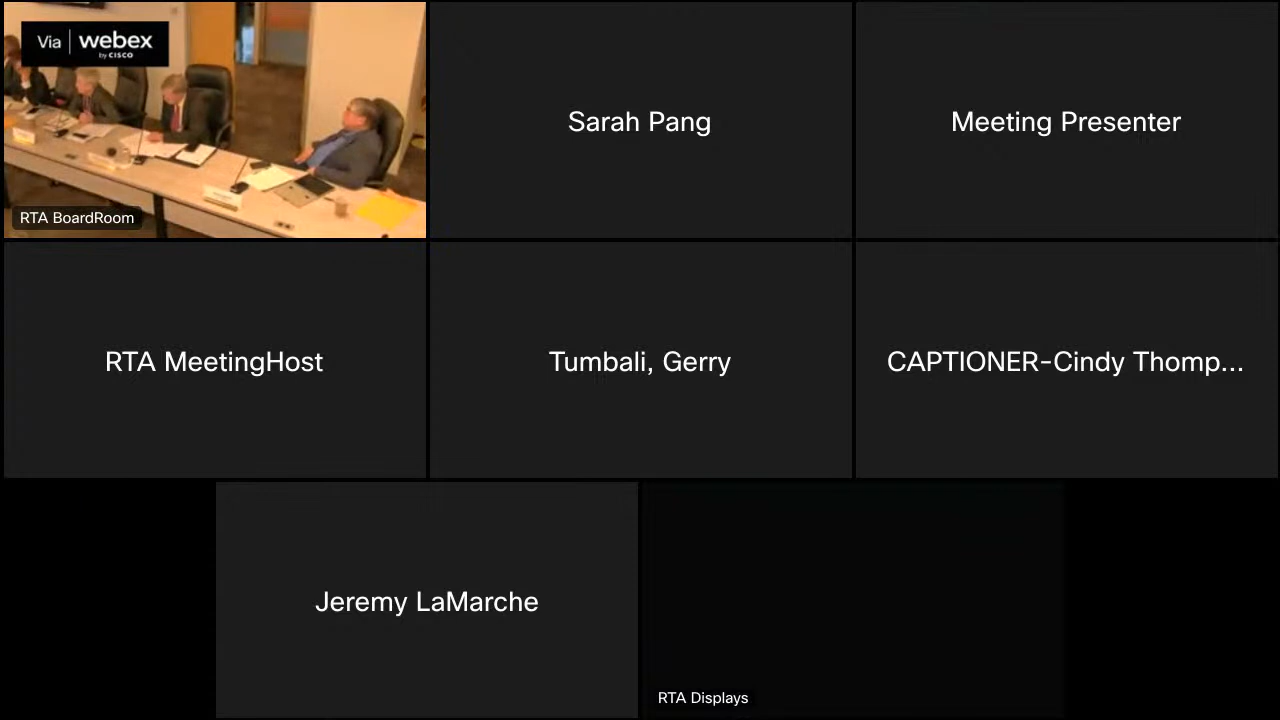 Via webex
by CISCO
RTA BoardRoom
Sarah Pang
Meeting Presenter
RTA MeetingHost
Tumbali, Gerry
CAPTIONER-Cindy Thomp...
Jeremy LaMarche
RTA Displays